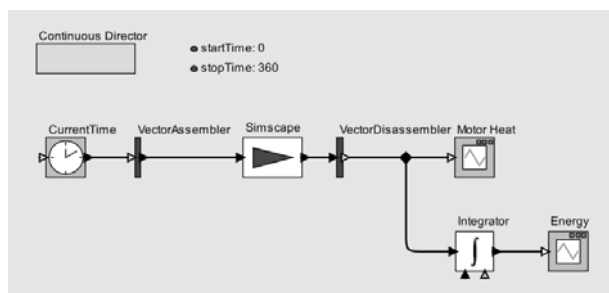 Continuous Director
startTime: 0
stopTime: 360
CurrentTime
VectorAssembler
Simscape
VectorDisassembler
Motor Heat
Integrator
Energy
∫